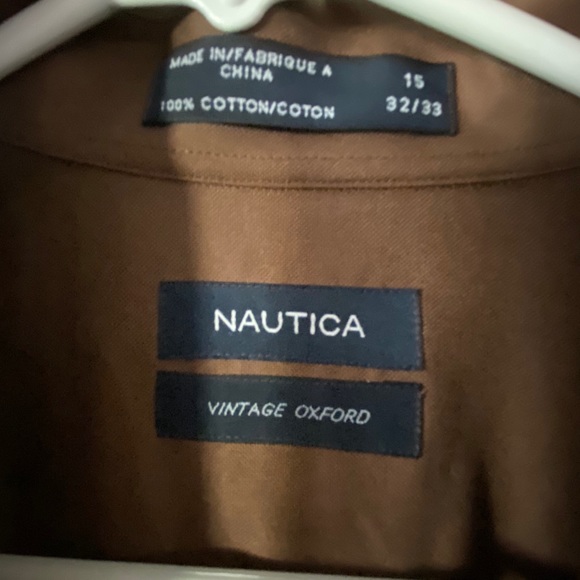 MADE IN/FABRIQUE A
CHINA
15
100% COTTON/COTON
32/33
NAUTICA
VINTAGE OXFORD